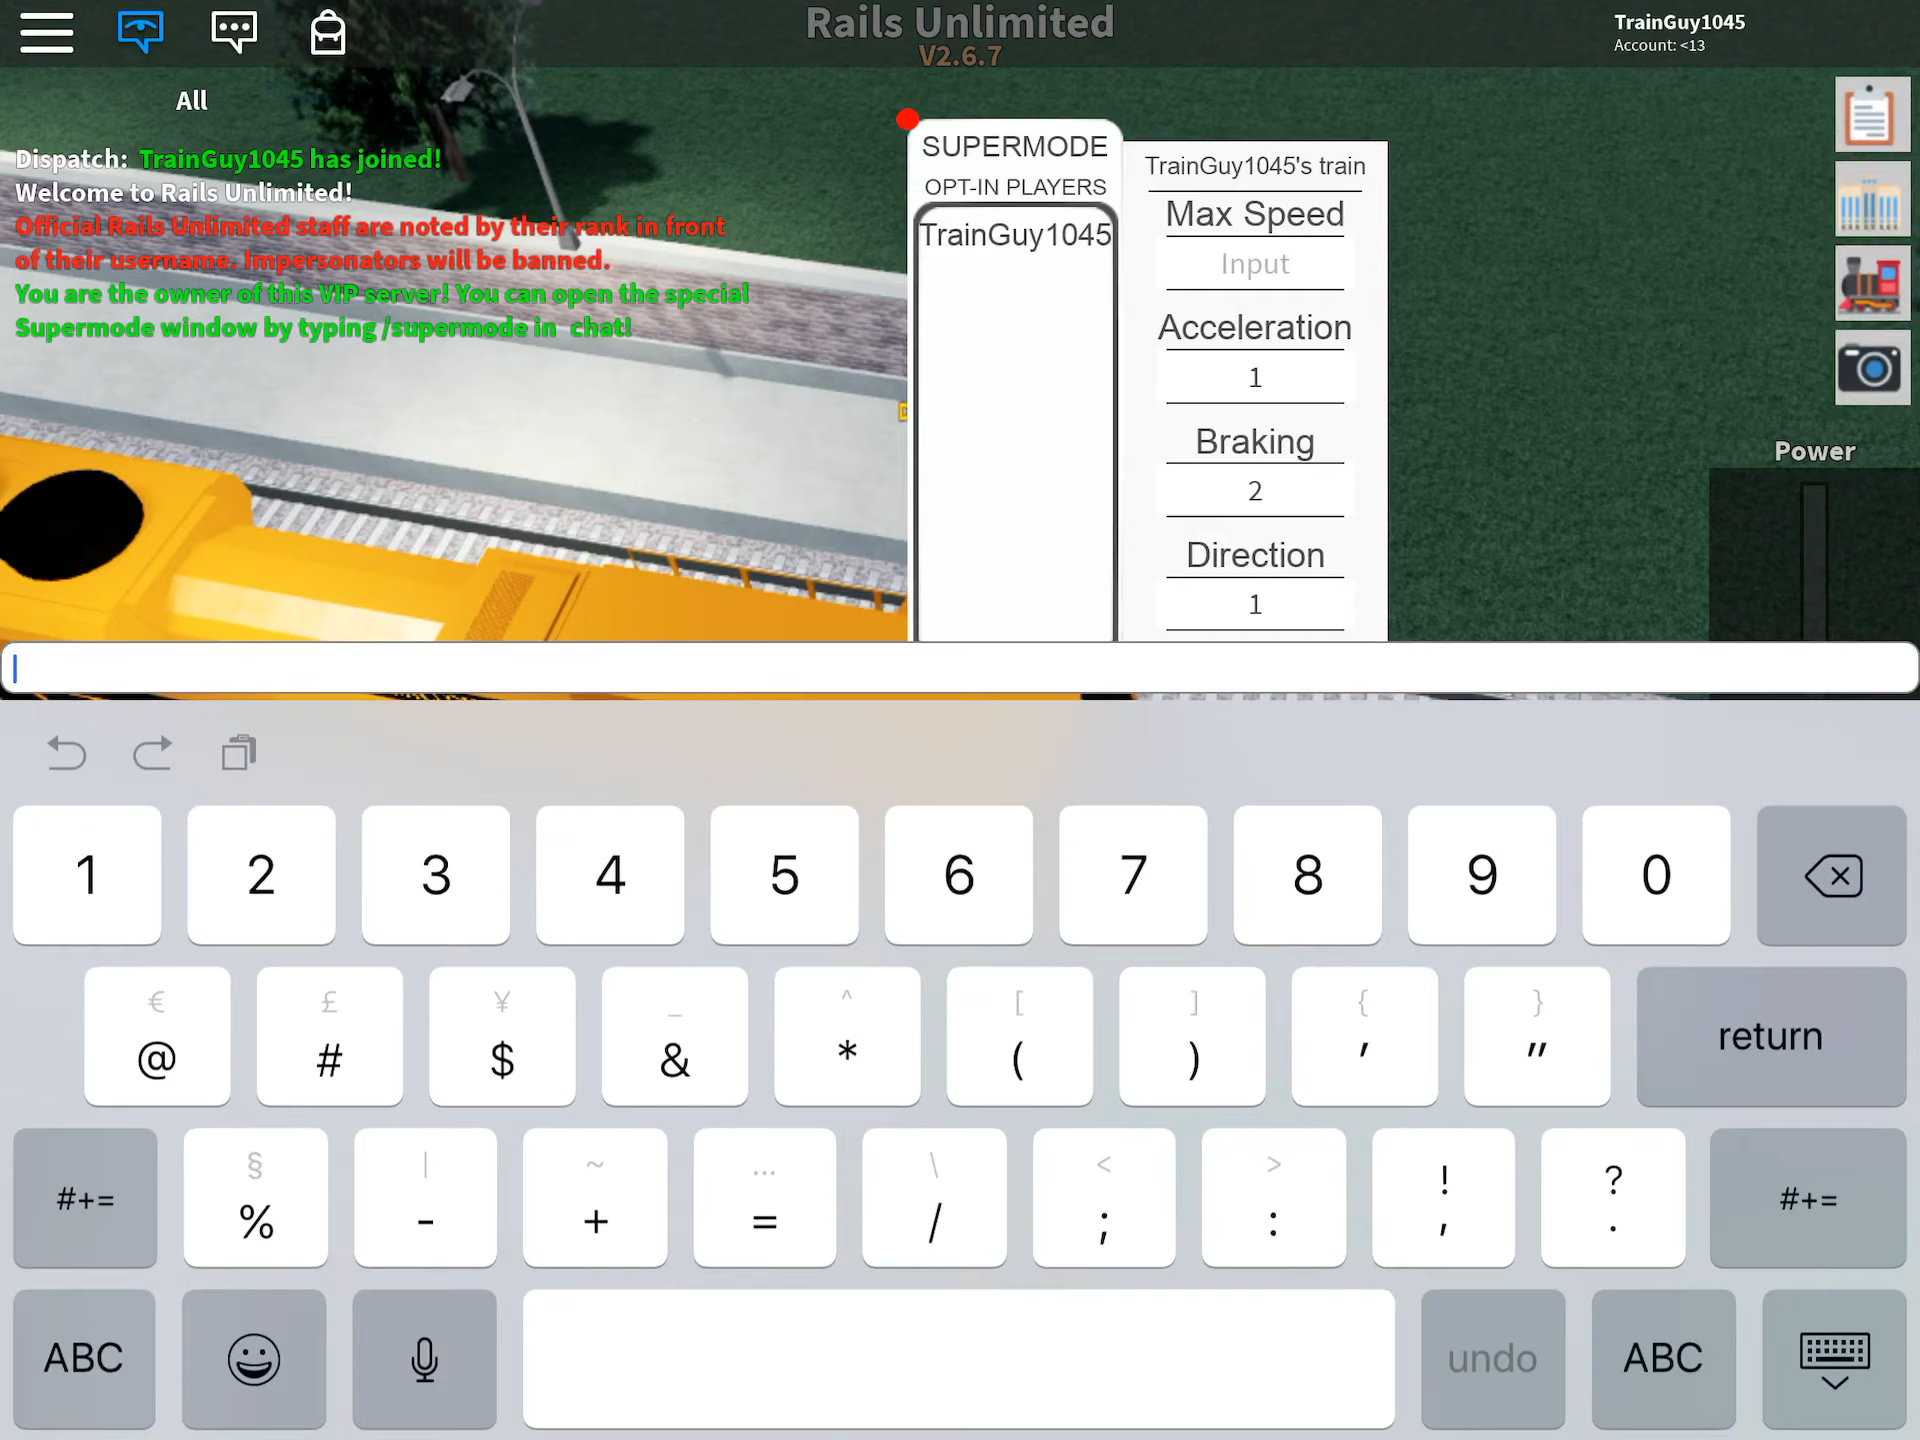 Rails Unlimited
V2.6.7
TrainGuy1045
Account: <13
All
Dispatch: TrainGuy1045 has joined!
Welcome to Rails Unlimited!
Official Rails Unlimited staff are noted by their rank in front
of their username. Impersonators will be banned.
You are the owner of this VIP server! You can open the special
Supermode window by typing /supermode in chat!
SUPERMODE
OPT-IN PLAYERS
TrainGuy1045
TrainGuy1045's train
Max Speed
Input
Acceleration
1
Braking
2
Direction
1
Power
1 2 3 4 5 6 7 8 9 0
€ £ ¥ _ ^ [ ] { }
@ # $ & * ( ) ' " return
§ | ~ … \ < > ! ?
#+= % - + = / ; : , . #+=
ABC undo ABC